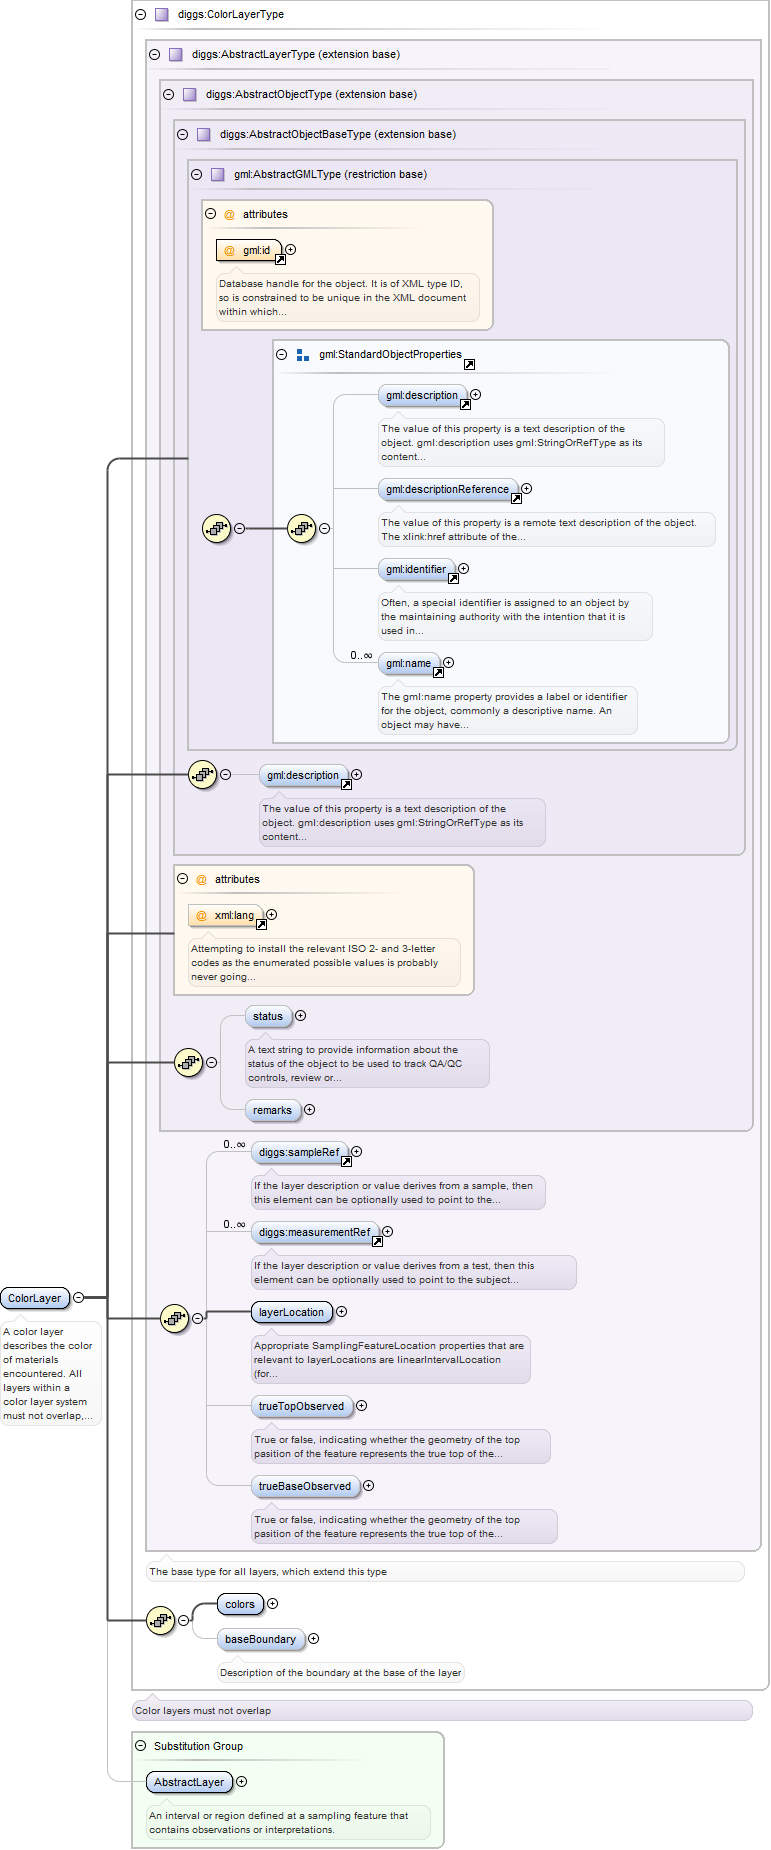 diggs:ColorLayerType
diggs:AbstractLayerType (extension base)
diggs:AbstractObjectType (extension base)
diggs:AbstractObjectBaseType (extension base)
gml:AbstractGMLType (restriction base)
@ attributes
@ gml:id
Database handle for the object. It is of XML type ID,
so is constrained to be unique in the XML document
within which...
gml:StandardObjectProperties
gml:description
The value of this property is a text description of the
object. gml:description uses gml:StringOrRefType as its
content...
gml:descriptionReference
The value of this property is a remote text description of the object.
The xlink:href attribute of the...
gml:identifier
Often, a special identifier is assigned to an object by
the maintaining authority with the intention that it is
used in...
0..∞
gml:name
The gml:name property provides a label or identifier
for the object, commonly a descriptive name. An
object may have...
gml:description
The value of this property is a text description of the
object. gml:description uses gml:StringOrRefType as its
content...
@ attributes
@ xml:lang
Attempting to install the relevant ISO 2- and 3-letter
codes as the enumerated possible values is probably
never going...
status
A text string to provide information about the
status of the object to be used to track QA/QC
controls, review or...
remarks
0..∞
diggs:sampleRef
If the layer description or value derives from a sample, then
this element can be optionally used to point to the...
0..∞
diggs:measurementRef
If the layer description or value derives from a test, then this
element can be optionally used to point to the subject...
ColorLayer
A color layer
describes the color
of materials
encountered. All
layers within a
color layer system
must not overlap,...
layerLocation
Appropriate SamplingFeatureLocation properties that are
relevant to layerLocations are linearIntervalLocation
(for...
trueTopObserved
True or false, indicating whether the geometry of the top
pasition of the feature represents the true top of the...
trueBaseObserved
True or false, indicating whether the geometry of the top
pasition of the feature represents the true top of the...
The base type for all layers, which extend this type
colors
baseBoundary
Description of the boundary at the base of the layer
Color layers must not overlap
Substitution Group
AbstractLayer
An interval or region defined at a sampling feature that
contains observations or interpretations.